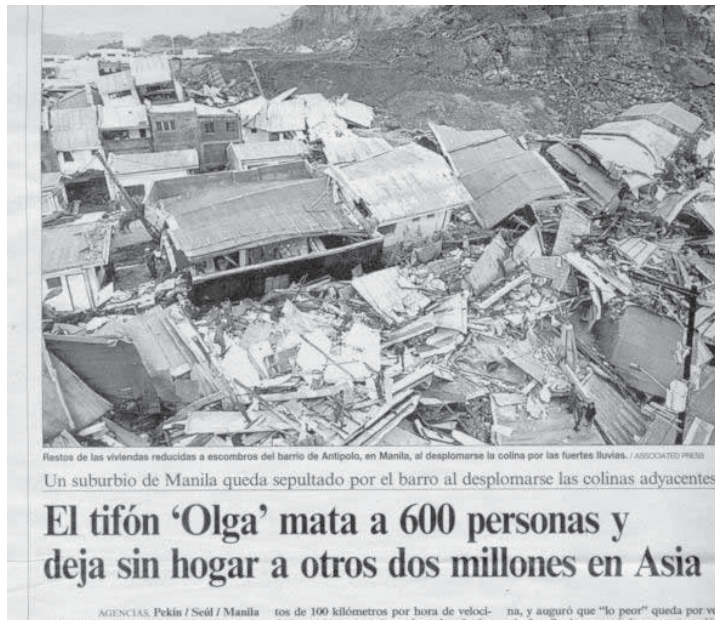 Restos de las viviendas reducidas a escombros del barrio de Antipolo, en Manila, al desplomarse la colina por las fuertes lluvias. / ASSOCIATED PRESS
Un suburbio de Manila queda sepultado por el barro al desplomarse las colinas adyacentes
El tifón ‘Olga’ mata a 600 personas y
deja sin hogar a otros dos millones en Asia
AGENCIAS, Pekín / Seúl / Manila
tos de 100 kilómetros por hora de veloci-
na, y auguró que “lo peor” queda por